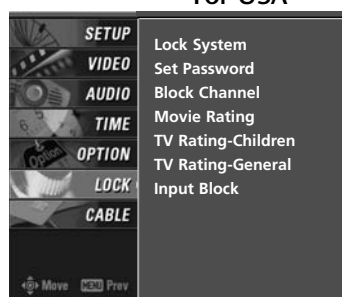 For USA
SETUP
VIDEO
AUDIO
TIME
OPTION
LOCK
CABLE
Move MENU Prev
Lock System
Set Password
Block Channel
Movie Rating
TV Rating-Children
TV Rating-General
Input Block